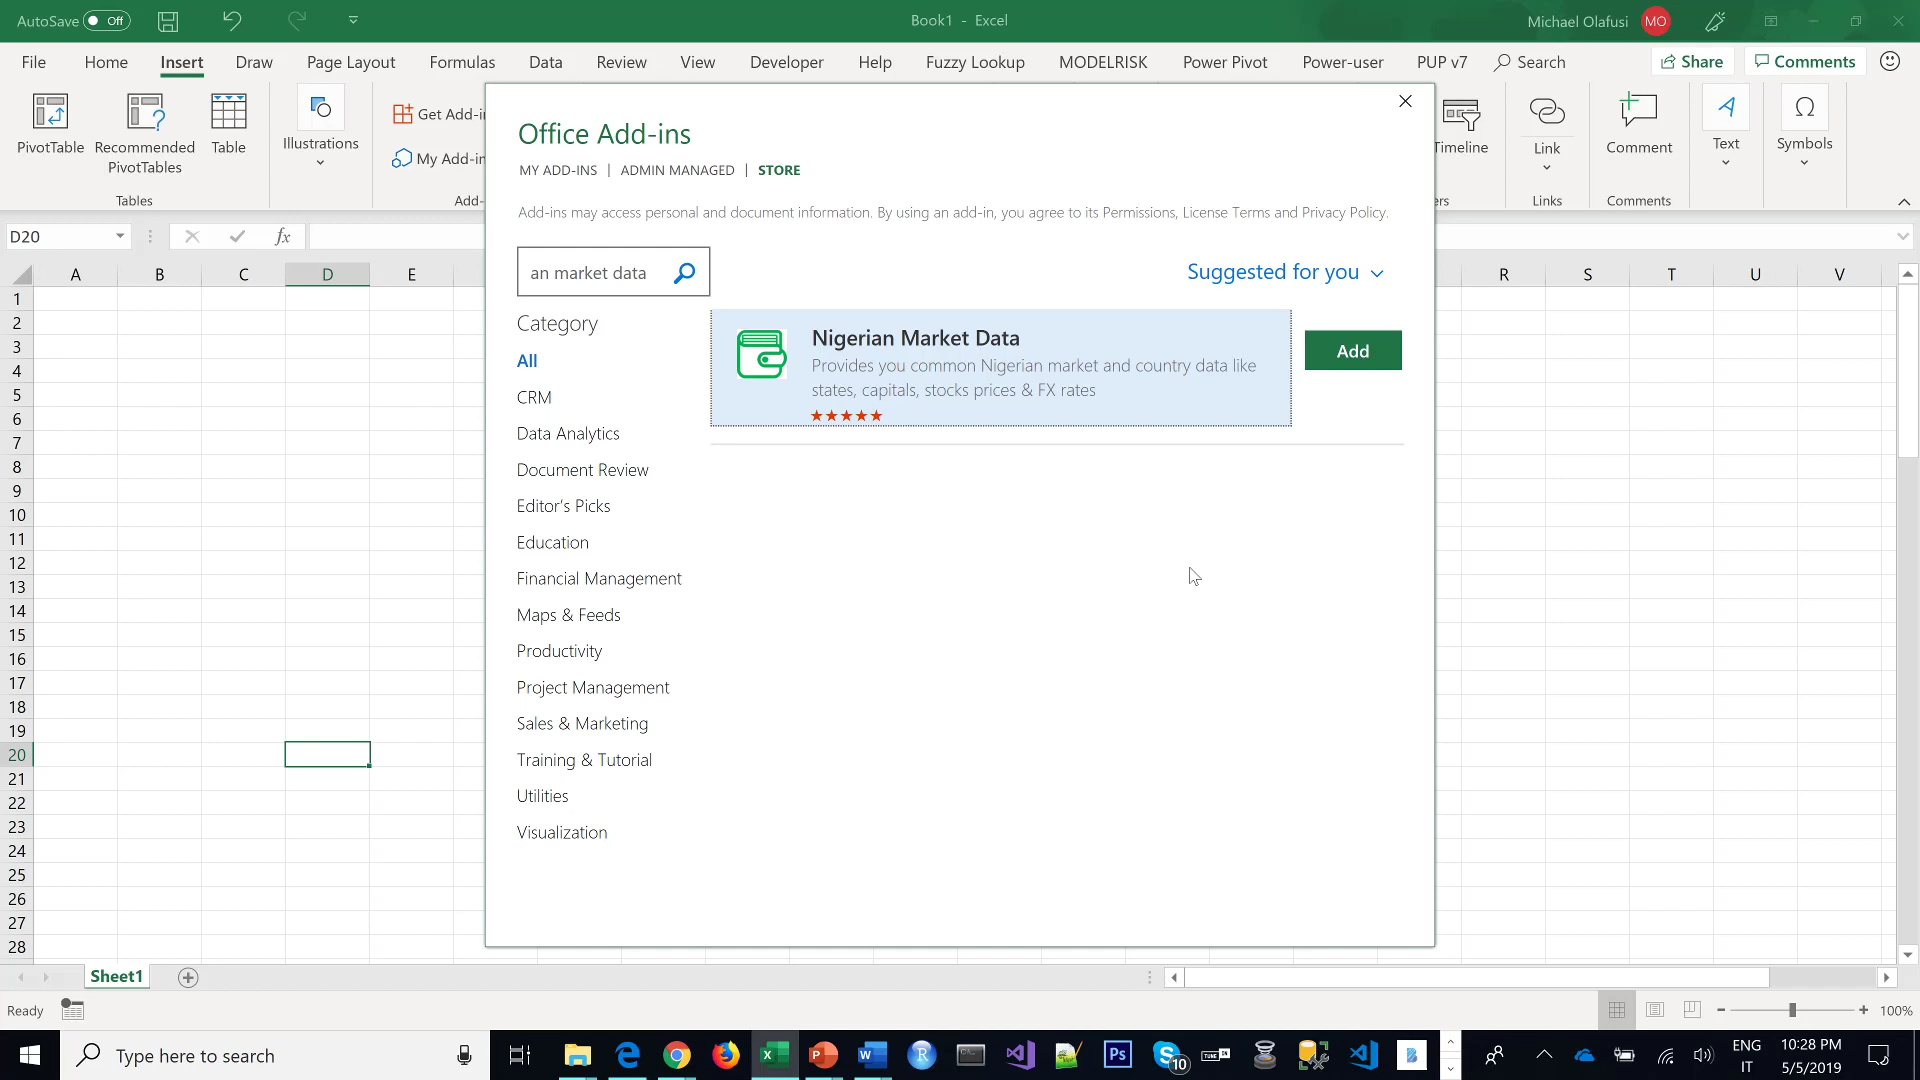 AutoSave Off
Book1 - Excel
Michael Olafusi MO
File Home Insert Draw Page Layout Formulas Data Review View Developer Help Fuzzy Lookup MODELRISK Power Pivot Power-user PUP v7 Search Share Comments
PivotTable
Recommended
PivotTables
Table
Tables
Illustrations
Get Add-in
My Add-in
Add-
Timeline
ers
Link
Links
Comment
Comments
Text
Symbols
D20
fx
A B C D E R S T U V
1
2
3
4
5
6
7
8
9
10
11
12
13
14
15
16
17
18
19
20
21
22
23
24
25
26
27
28
Office Add-ins
MY ADD-INS | ADMIN MANAGED | STORE
Add-ins may access personal and document information. By using an add-in, you agree to its Permissions, License Terms and Privacy Policy.
an market data
Suggested for you
Category
All
CRM
Data Analytics
Document Review
Editor's Picks
Education
Financial Management
Maps & Feeds
Productivity
Project Management
Sales & Marketing
Training & Tutorial
Utilities
Visualization
Nigerian Market Data
Provides you common Nigerian market and country data like
states, capitals, stocks prices & FX rates
Add
Sheet1
Ready
100%
Type here to search
10
ENG
IT
10:28 PM
5/5/2019